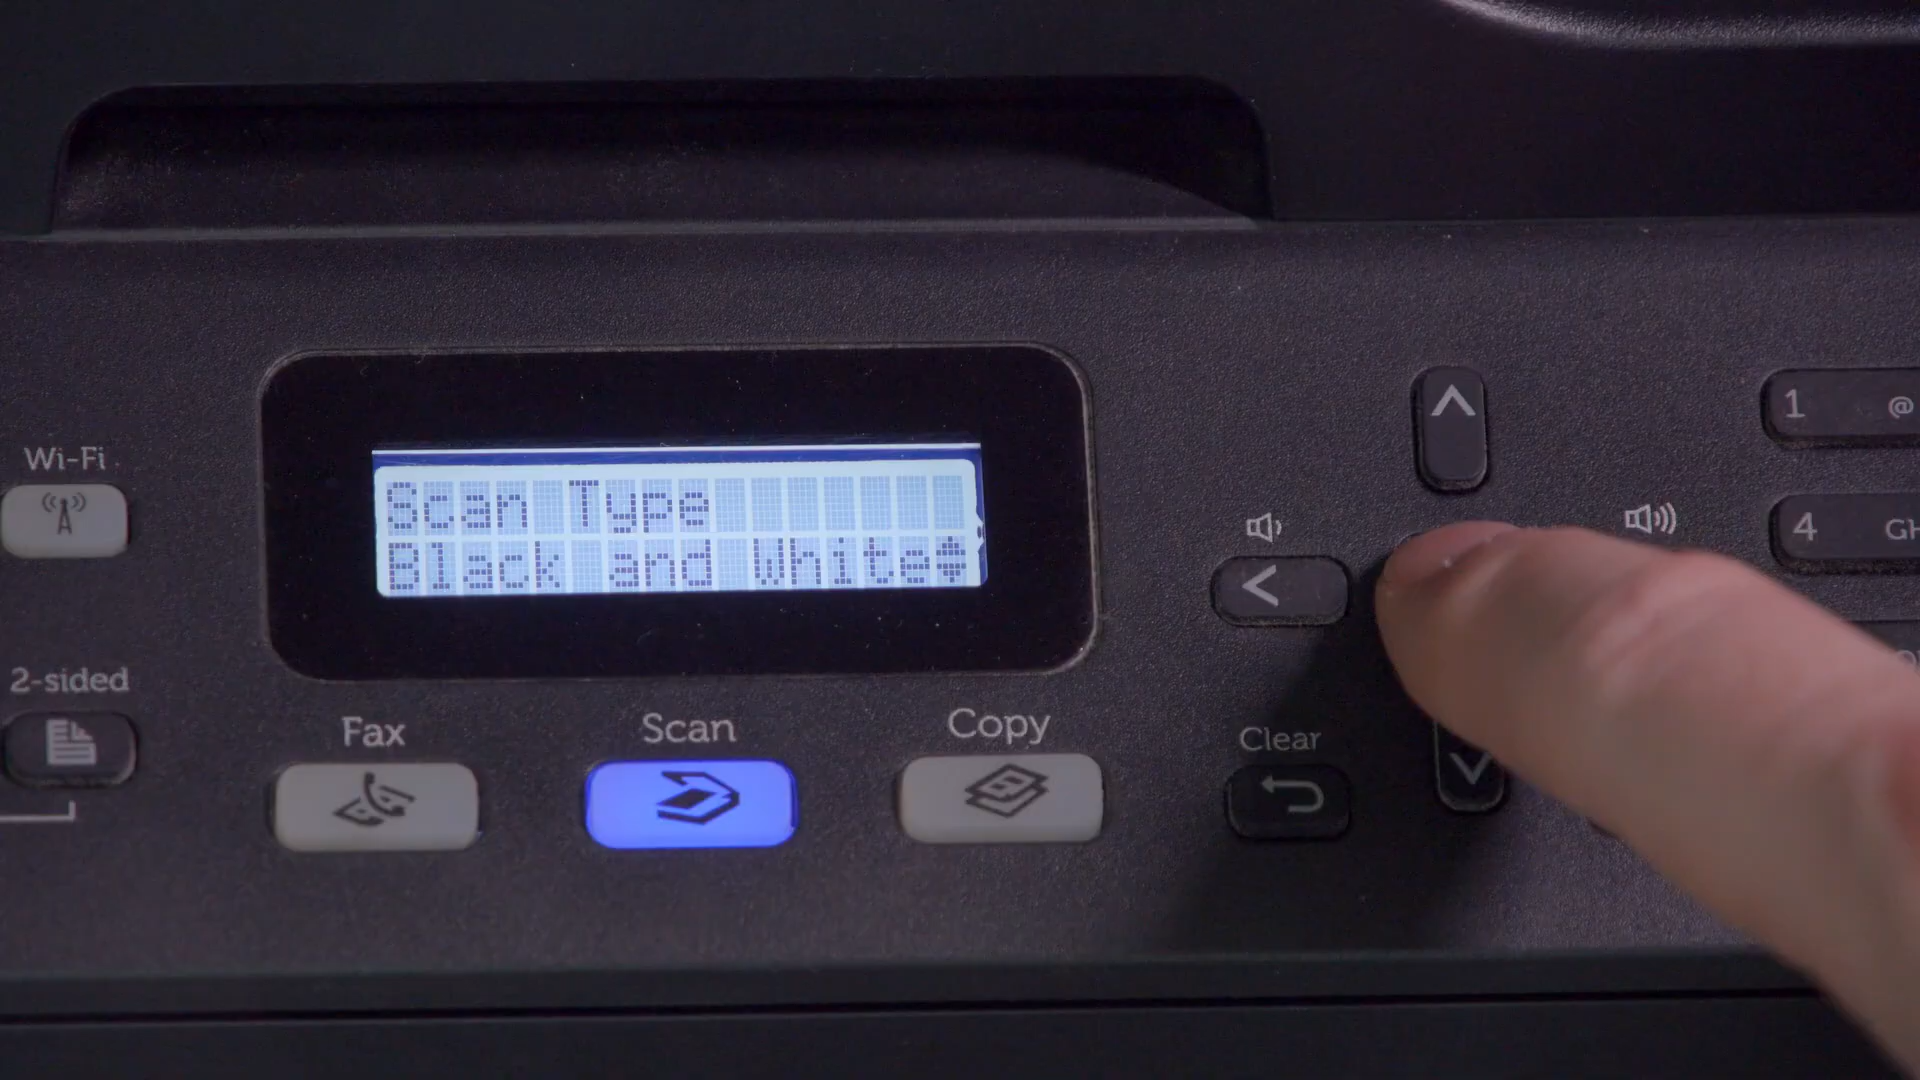 Scan Type
Black and White
Wi-Fi
2-sided
Fax
Scan
Copy
Clear
1 @
4 GH